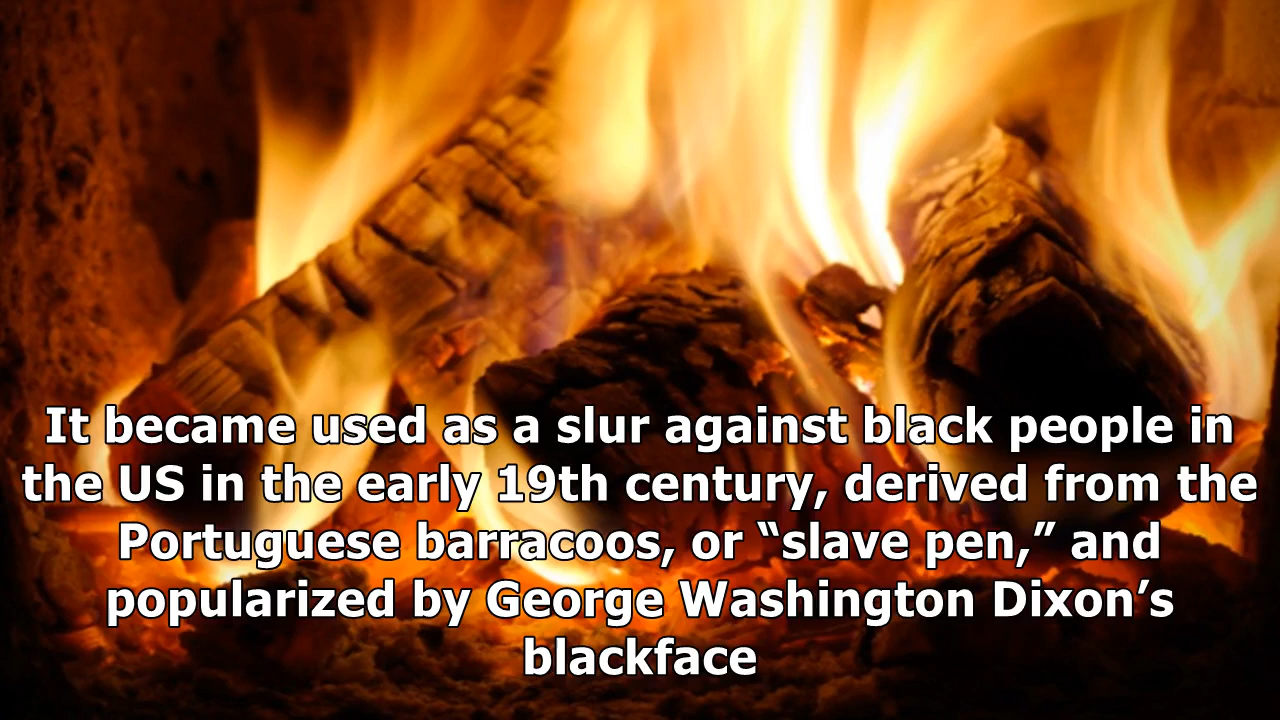 It became used as a slur against black people in
the US in the early 19th century, derived from the
Portuguese barracoos, or “slave pen,” and
popularized by George Washington Dixon’s
blackface